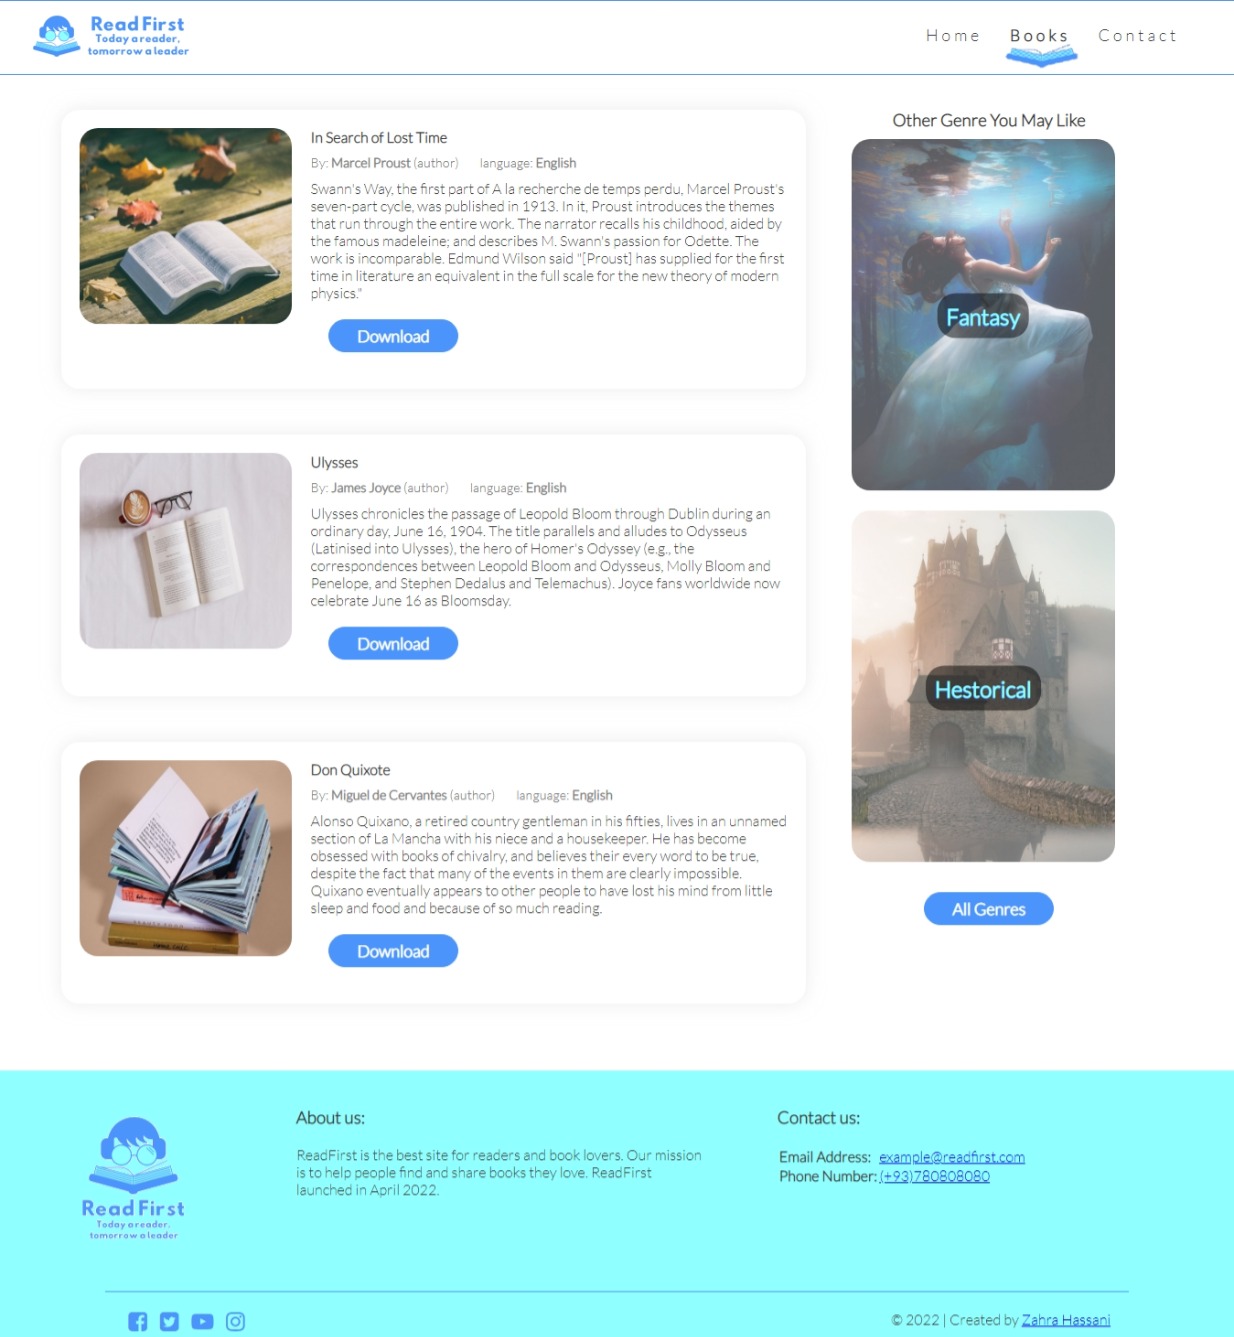 Read First
Today a reader,
tomorrow a leader
Home Books Contact
In Search of Lost Time
By: Marcel Proust (author) language: English
Swann's Way, the first part of A la recherche de temps perdu, Marcel Proust's
seven-part cycle, was published in 1913. In it, Proust introduces the themes
that run through the entire work. The narrator recalls his childhood, aided by
the famous madeleine; and describes M. Swann's passion for Odette. The
work is incomparable. Edmund Wilson said "[Proust] has supplied for the first
time in literature an equivalent in the full scale for the new theory of modern
physics."
Download
Ulysses
By: James Joyce (author) language: English
Ulysses chronicles the passage of Leopold Bloom through Dublin during an
ordinary day, June 16, 1904. The title parallels and alludes to Odysseus
(Latinised into Ulysses), the hero of Homer's Odyssey (e.g., the
correspondences between Leopold Bloom and Odysseus, Molly Bloom and
Penelope, and Stephen Dedalus and Telemachus). Joyce fans worldwide now
celebrate June 16 as Bloomsday.
Download
Don Quixote
By: Miguel de Cervantes (author) language: English
Alonso Quixano, a retired country gentleman in his fifties, lives in an unnamed
section of La Mancha with his niece and a housekeeper. He has become
obsessed with books of chivalry, and believes their every word to be true,
despite the fact that many of the events in them are clearly impossible.
Quixano eventually appears to other people to have lost his mind from little
sleep and food and because of so much reading.
Download
Other Genre You May Like
Fantasy
Hestorical
All Genres
Read First
Today a reader,
tomorrow a leader
About us:
ReadFirst is the best site for readers and book lovers. Our mission
is to help people find and share books they love. ReadFirst
launched in April 2022.
Contact us:
Email Address: example@readfirst.com
Phone Number: (+93)780808080
© 2022 | Created by Zahra Hassani